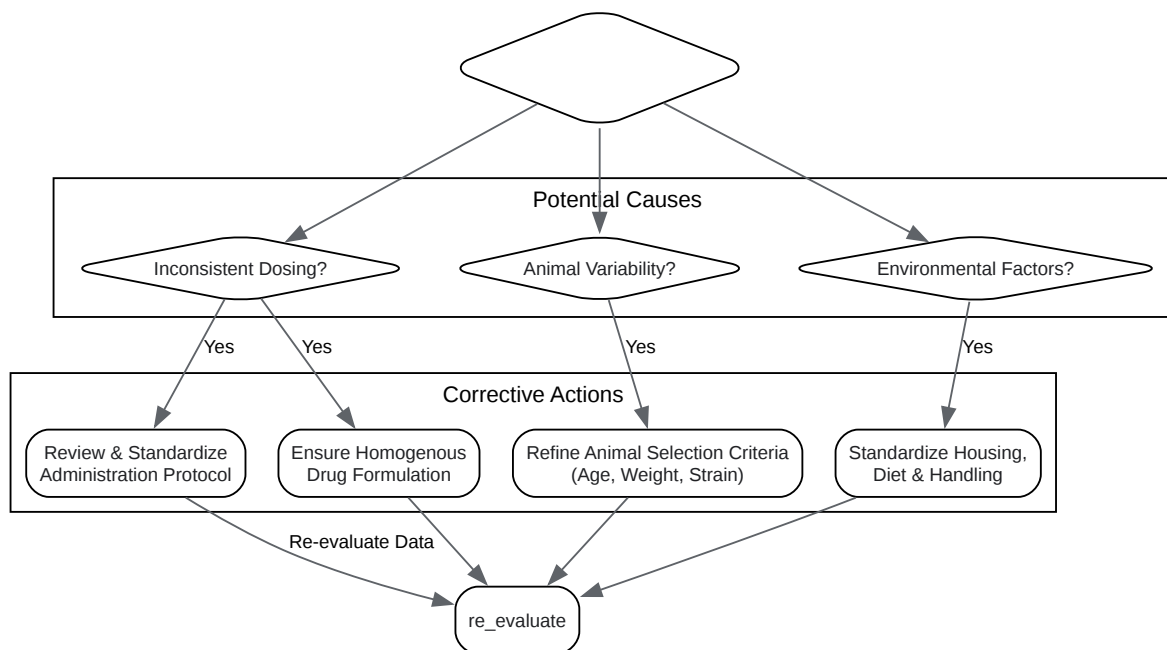 Potential Causes
Inconsistent Dosing?
Animal Variability?
Environmental Factors?
Yes
Yes
Yes
Yes
Corrective Actions
Review & Standardize
Administration Protocol
Ensure Homogenous
Drug Formulation
Refine Animal Selection Criteria
(Age, Weight, Strain)
Standardize Housing,
Diet & Handling
Re-evaluate Data
re_evaluate